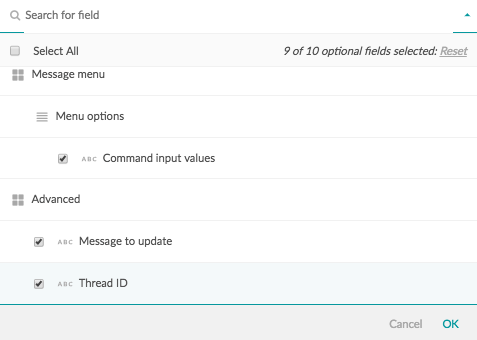 Search for field
Select All 9 of 10 optional fields selected: Reset
Message menu
Menu options
ABC Command input values
Advanced
ABC Message to update
ABC Thread ID
Cancel OK